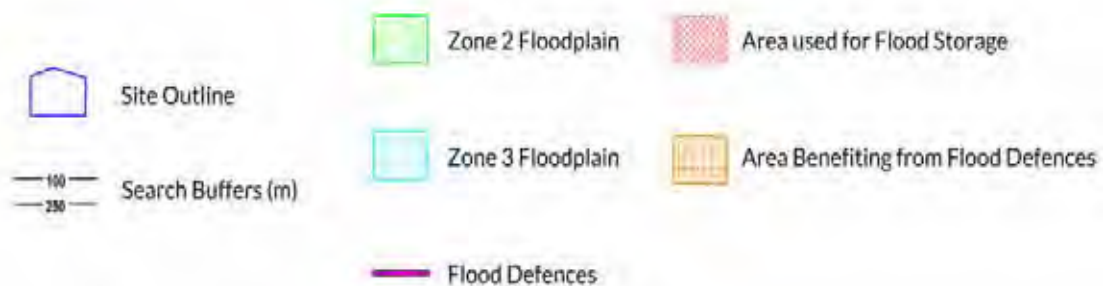 Site Outline
100
250
Search Buffers (m)
Zone 2 Floodplain
Zone 3 Floodplain
Flood Defences
Area used for Flood Storage
Area Benefiting from Flood Defences